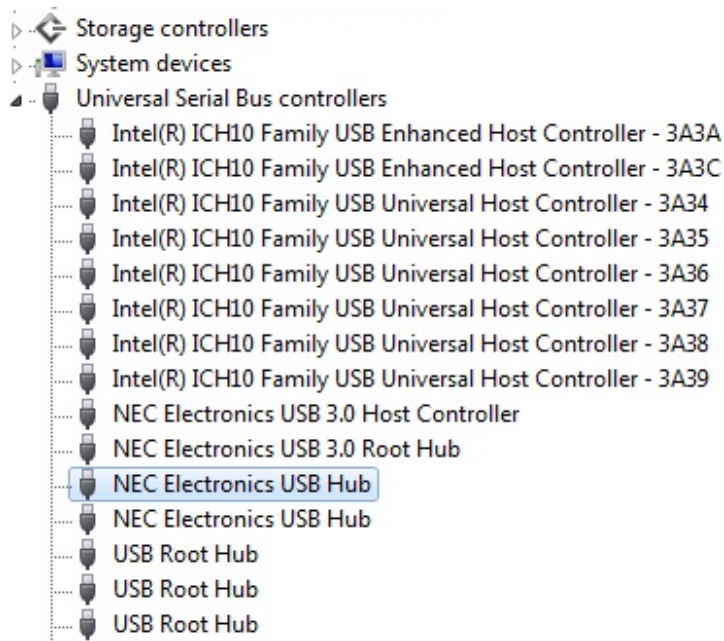 Storage controllers
System devices
Universal Serial Bus controllers
Intel(R) ICH10 Family USB Enhanced Host Controller - 3A3A
Intel(R) ICH10 Family USB Enhanced Host Controller - 3A3C
Intel(R) ICH10 Family USB Universal Host Controller - 3A34
Intel(R) ICH10 Family USB Universal Host Controller - 3A35
Intel(R) ICH10 Family USB Universal Host Controller - 3A36
Intel(R) ICH10 Family USB Universal Host Controller - 3A37
Intel(R) ICH10 Family USB Universal Host Controller - 3A38
Intel(R) ICH10 Family USB Universal Host Controller - 3A39
NEC Electronics USB 3.0 Host Controller
NEC Electronics USB 3.0 Root Hub
NEC Electronics USB Hub
NEC Electronics USB Hub
USB Root Hub
USB Root Hub
USB Root Hub